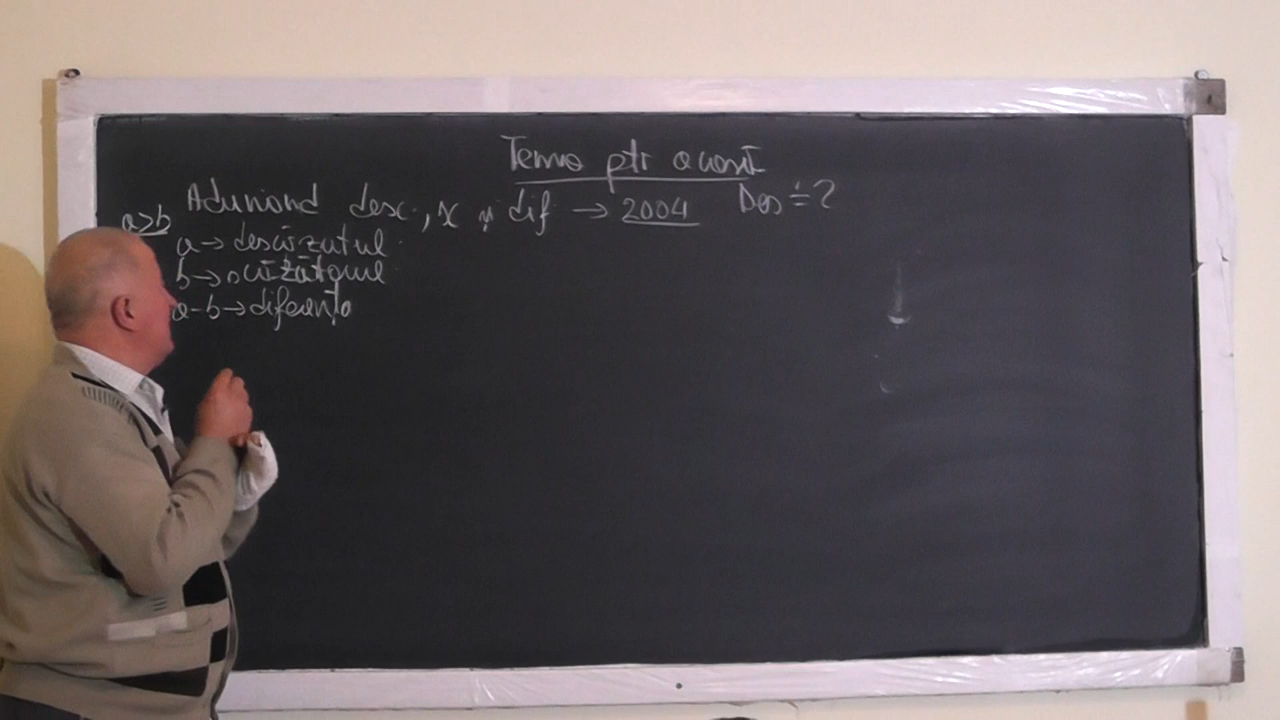 Tema ptr acasă
Adunând desc., s și dif → 2004 Des = ?
a>b
a → descăzutul
b → scăzătorul
a-b → diferența